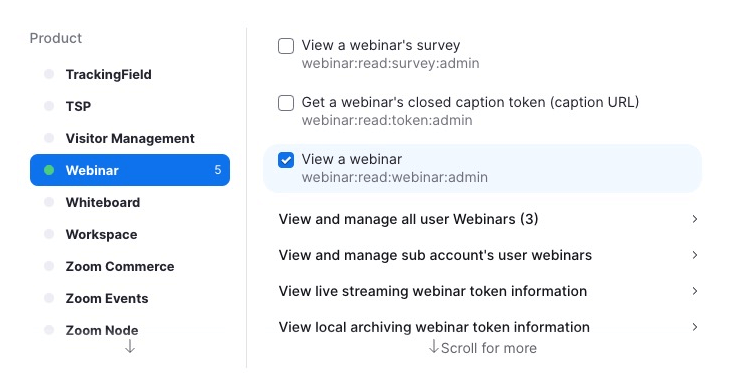 Product
TrackingField
TSP
Visitor Management
Webinar 5
Whiteboard
Workspace
Zoom Commerce
Zoom Events
Zoom Node
View a webinar's survey
webinar:read:survey:admin
Get a webinar's closed caption token (caption URL)
webinar:read:token:admin
View a webinar
webinar:read:webinar:admin
View and manage all user Webinars (3)
View and manage sub account's user webinars
View live streaming webinar token information
View local archiving webinar token information
Scroll for more